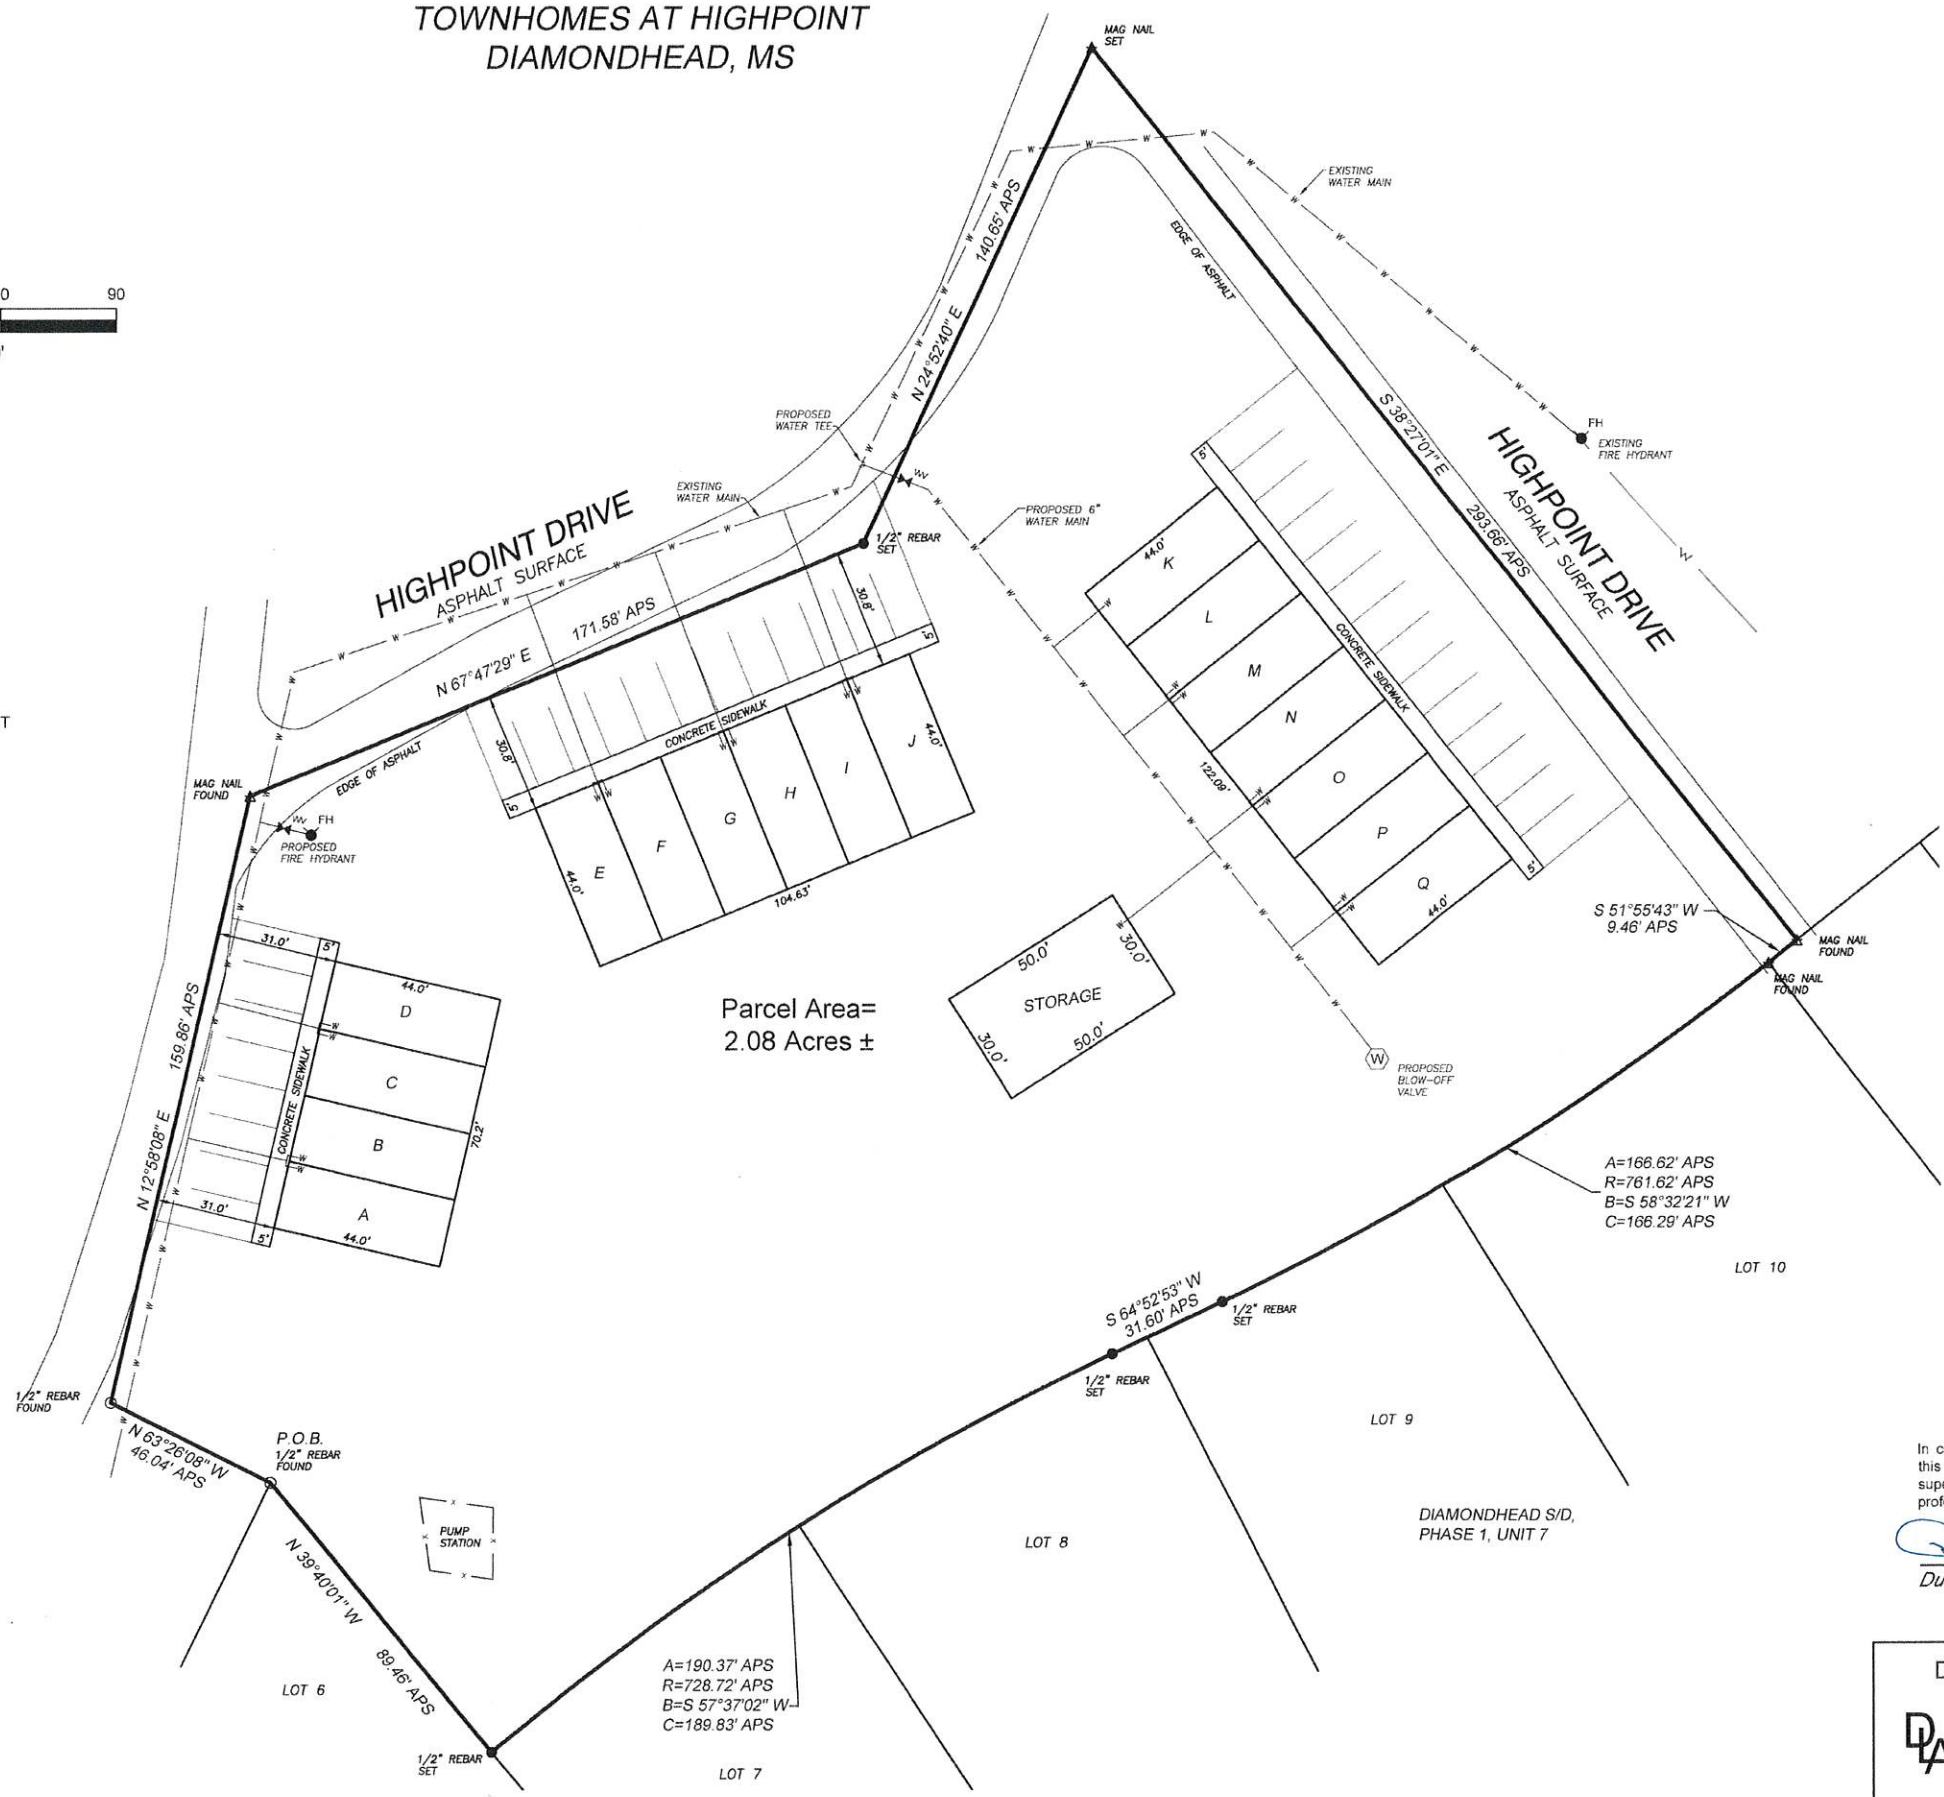 TOWNHOMES AT HIGHPOINT
DIAMONDHEAD, MS
MAG NAIL
SET
0
90
'
T
EXISTING
WATER MAIN
140.65' APS
N 24°52'40" E
EDGE OF ASPHALT
PROPOSED
WATER TEE
WV
EXISTING
WATER MAIN
PROPOSED 6"
WATER MAIN
1/2" REBAR
SET
FH
EXISTING
FIRE HYDRANT
S 38°27'01" E
293.66' APS
HIGHPOINT DRIVE
ASPHALT SURFACE
HIGHPOINT DRIVE
ASPHALT SURFACE
N 67°47'29" E
171.58' APS
EDGE OF ASPHALT
MAG NAIL
FOUND
WV
FH
PROPOSED
FIRE HYDRANT
30.8'
30.8'
5'
5'
CONCRETE SIDEWALK
E
F
G
H
I
J
44.0'
44.0'
104.63'
5'
5'
CONCRETE SIDEWALK
44.0'
K
L
M
N
O
P
Q
122.09'
44.0'
31.0'
5'
44.0'
D
C
B
A
CONCRETE SIDEWALK
70.2'
31.0'
5'
44.0'
159.86' APS
N 12°58'08" E
Parcel Area=
2.08 Acres ±
50.0'
30.0'
STORAGE
30.0'
50.0'
W
PROPOSED
BLOW-OFF
VALVE
S 51°55'43" W
9.46' APS
MAG NAIL
FOUND
MAG NAIL
FOUND
A=166.62' APS
R=761.62' APS
B=S 58°32'21" W
C=166.29' APS
LOT 10
S 64°52'53" W
31.60' APS
1/2" REBAR
SET
1/2" REBAR
SET
LOT 9
1/2" REBAR
FOUND
N 63°26'08" W
46.04' APS
P.O.B.
1/2" REBAR
FOUND
PUMP
STATION
N 39°40'01" W
89.46' APS
LOT 8
DIAMONDHEAD S/D,
PHASE 1, UNIT 7
LOT 6
A=190.37' APS
R=728.72' APS
B=S 57°37'02" W
C=189.83' APS
1/2" REBAR
SET
LOT 7
In c
this
supe
prof
Du
D